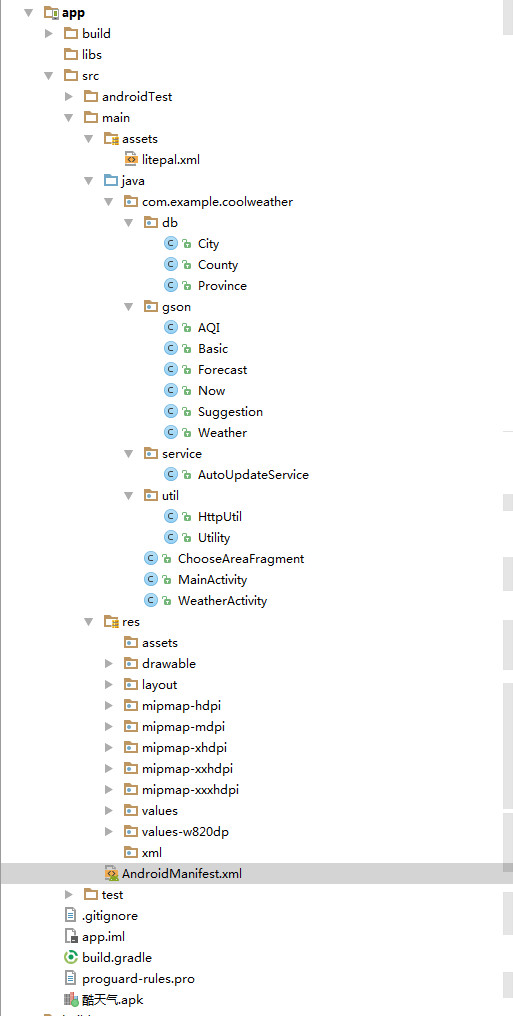 app
build
libs
src
androidTest
main
assets
litepal.xml
java
com.example.coolweather
db
City
County
Province
gson
AQI
Basic
Forecast
Now
Suggestion
Weather
service
AutoUpdateService
util
HttpUtil
Utility
ChooseAreaFragment
MainActivity
WeatherActivity
res
assets
drawable
layout
mipmap-hdpi
mipmap-mdpi
mipmap-xhdpi
mipmap-xxhdpi
mipmap-xxxhdpi
values
values-w820dp
xml
AndroidManifest.xml
test
.gitignore
app.iml
build.gradle
proguard-rules.pro
酷天气.apk